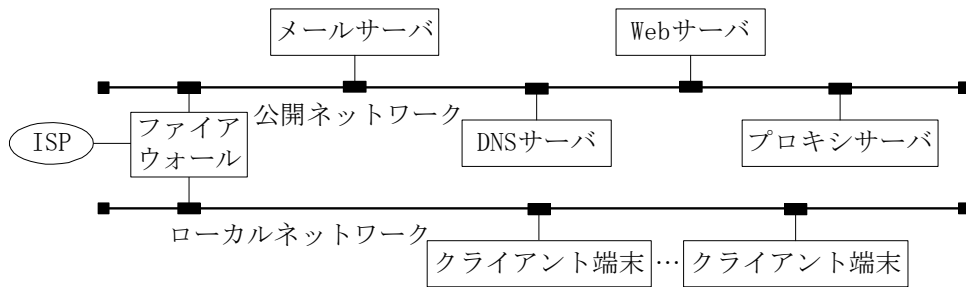 メールサーバ
Webサーバ
公開ネットワーク
ISP
ファイア
ウォール
DNSサーバ
プロキシサーバ
ローカルネットワーク
クライアント端末 … クライアント端末